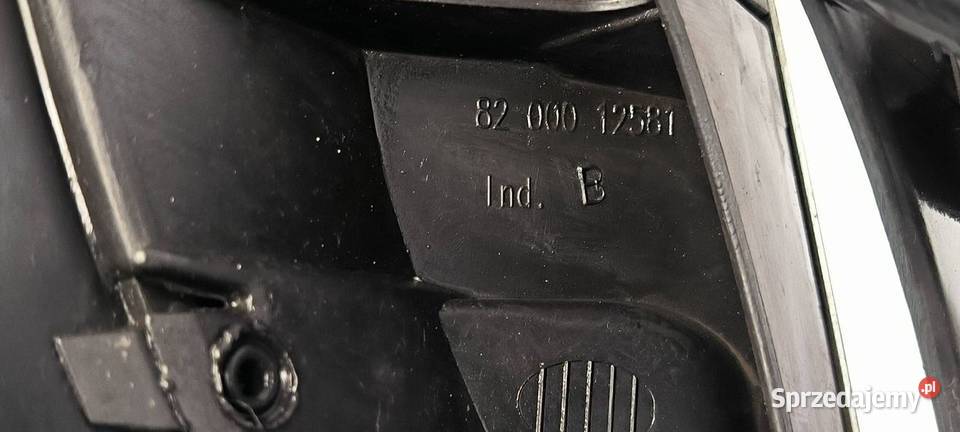 82 000 12581
Ind. B
Sprzedajemy.pl